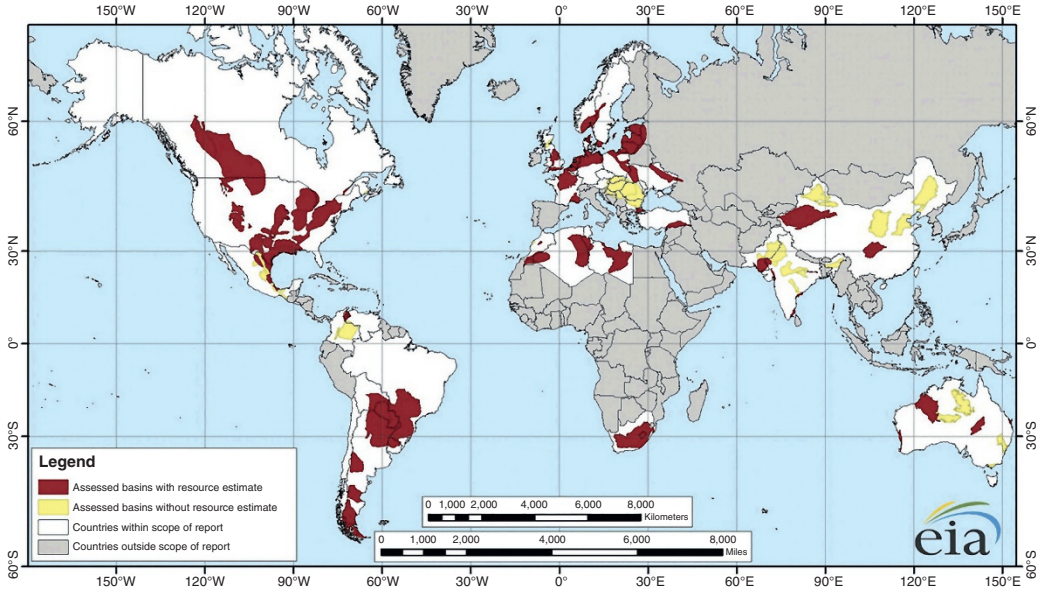 150°W 120°W 90°W 60°W 30°W 0° 30°E 60°E 90°E 120°E 150°E
60°N 60°N
30°N 30°N
0° 0°
30°S 30°S
Legend
Assessed basins with resource estimate
Assessed basins without resource estimate
Countries within scope of report
Countries outside scope of report
0 1,000 2,000 4,000 6,000 8,000
Kilometers
0 1,000 2,000 4,000 6,000 8,000
Miles
eia
60°S 60°S
150°W 120°W 90°W 60°W 30°W 0° 30°E 60°E 90°E 120°E 150°E